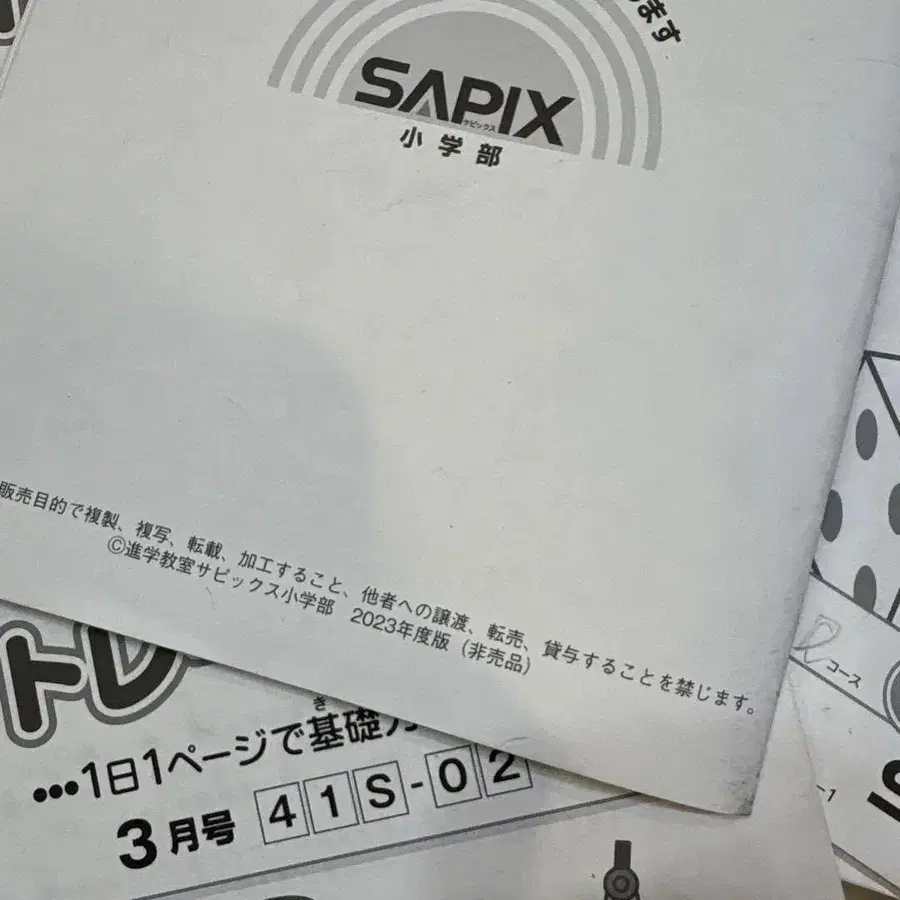 ます
SAPIX
サピックス
小学部
販売目的で複製、複写、転載、加工すること、他者への譲渡、転売、貸与することを禁じます。
©進学教室サピックス小学部 2023年度版 (非売品)
トレ
き
•••1日1ページで基礎力
3月号 41S-02
コース
-1